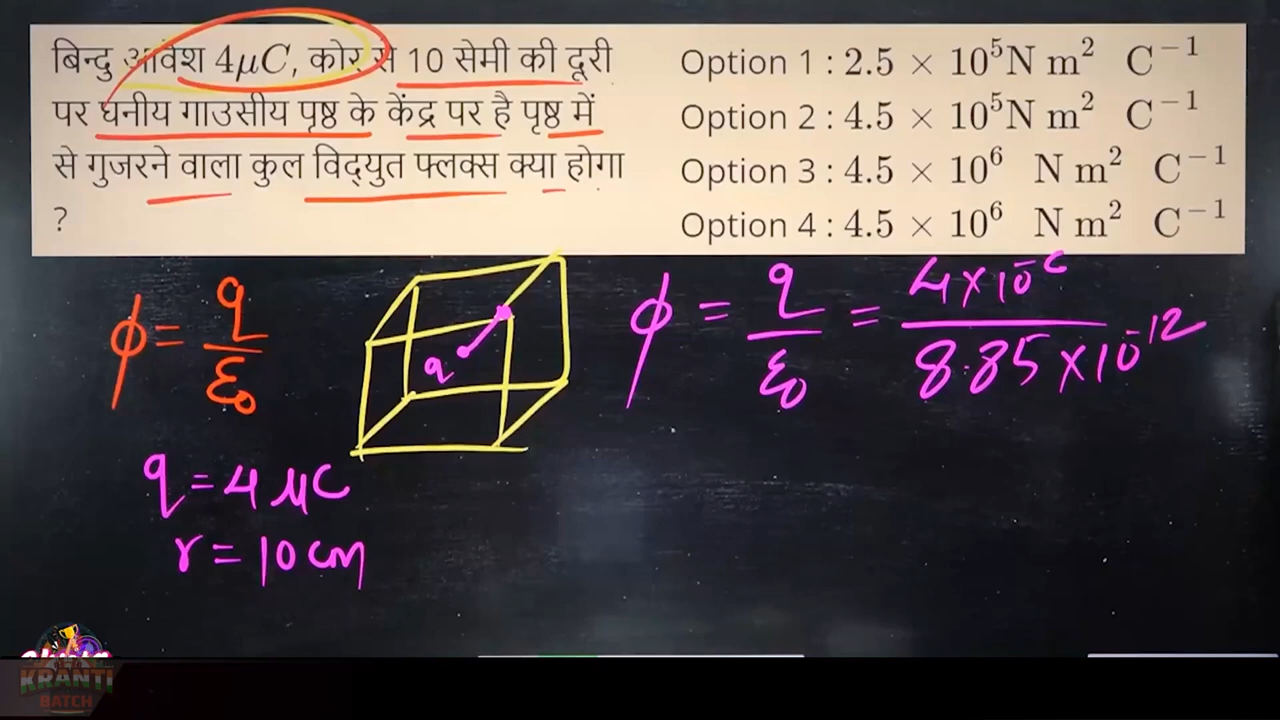 बिन्दु आवेश 4μC, कोर से 10 सेमी की दूरी
पर घनीय गाउसीय पृष्ठ के केंद्र पर है पृष्ठ में
से गुजरने वाला कुल विद्युत फ्लक्स क्या होगा
?
Option 1 : 2.5 × 10⁵N m² C⁻¹
Option 2 : 4.5 × 10⁵N m² C⁻¹
Option 3 : 4.5 × 10⁶ N m² C⁻¹
Option 4 : 4.5 × 10⁶ N m² C⁻¹
ϕ = q/ε₀
q
ϕ = q/ε₀ = 4×10⁻⁶/8.85×10⁻¹²
q = 4 μC
r = 10 cm
KRANTI
BATCH